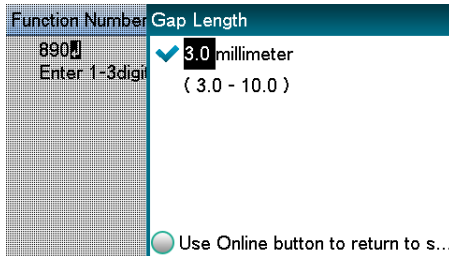 Function Number
890
Enter 1-3digi
Gap Length
3.0 millimeter
( 3.0 - 10.0 )
Use Online button to return to s...